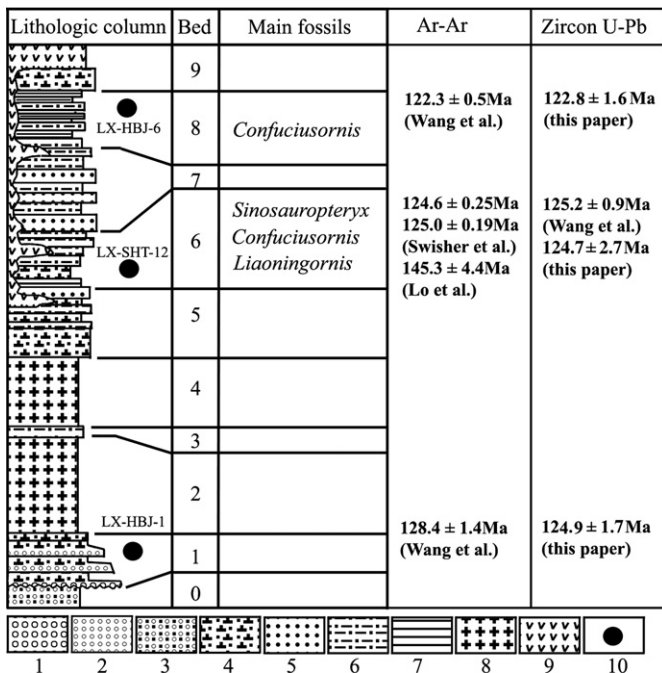 Lithologic column Bed Main fossils Ar-Ar Zircon U-Pb
9
LX-HBJ-6
8
Confuciusornis
122.3 ± 0.5Ma
(Wang et al.)
122.8 ± 1.6Ma
(this paper)
7
LX-SHT-12
6
Sinosauropteryx
Confuciusornis
Liaoningornis
124.6 ± 0.25Ma
125.0 ± 0.19Ma
(Swisher et al.)
145.3 ± 4.4Ma
(Lo et al.)
125.2 ± 0.9Ma
(Wang et al.)
124.7±2.7Ma
(this paper)
5
4
3
2
LX-HBJ-1
1
128.4 ± 1.4Ma
(Wang et al.)
124.9 ± 1.7Ma
(this paper)
0
1 2 3 4 5 6 7 8 9 10